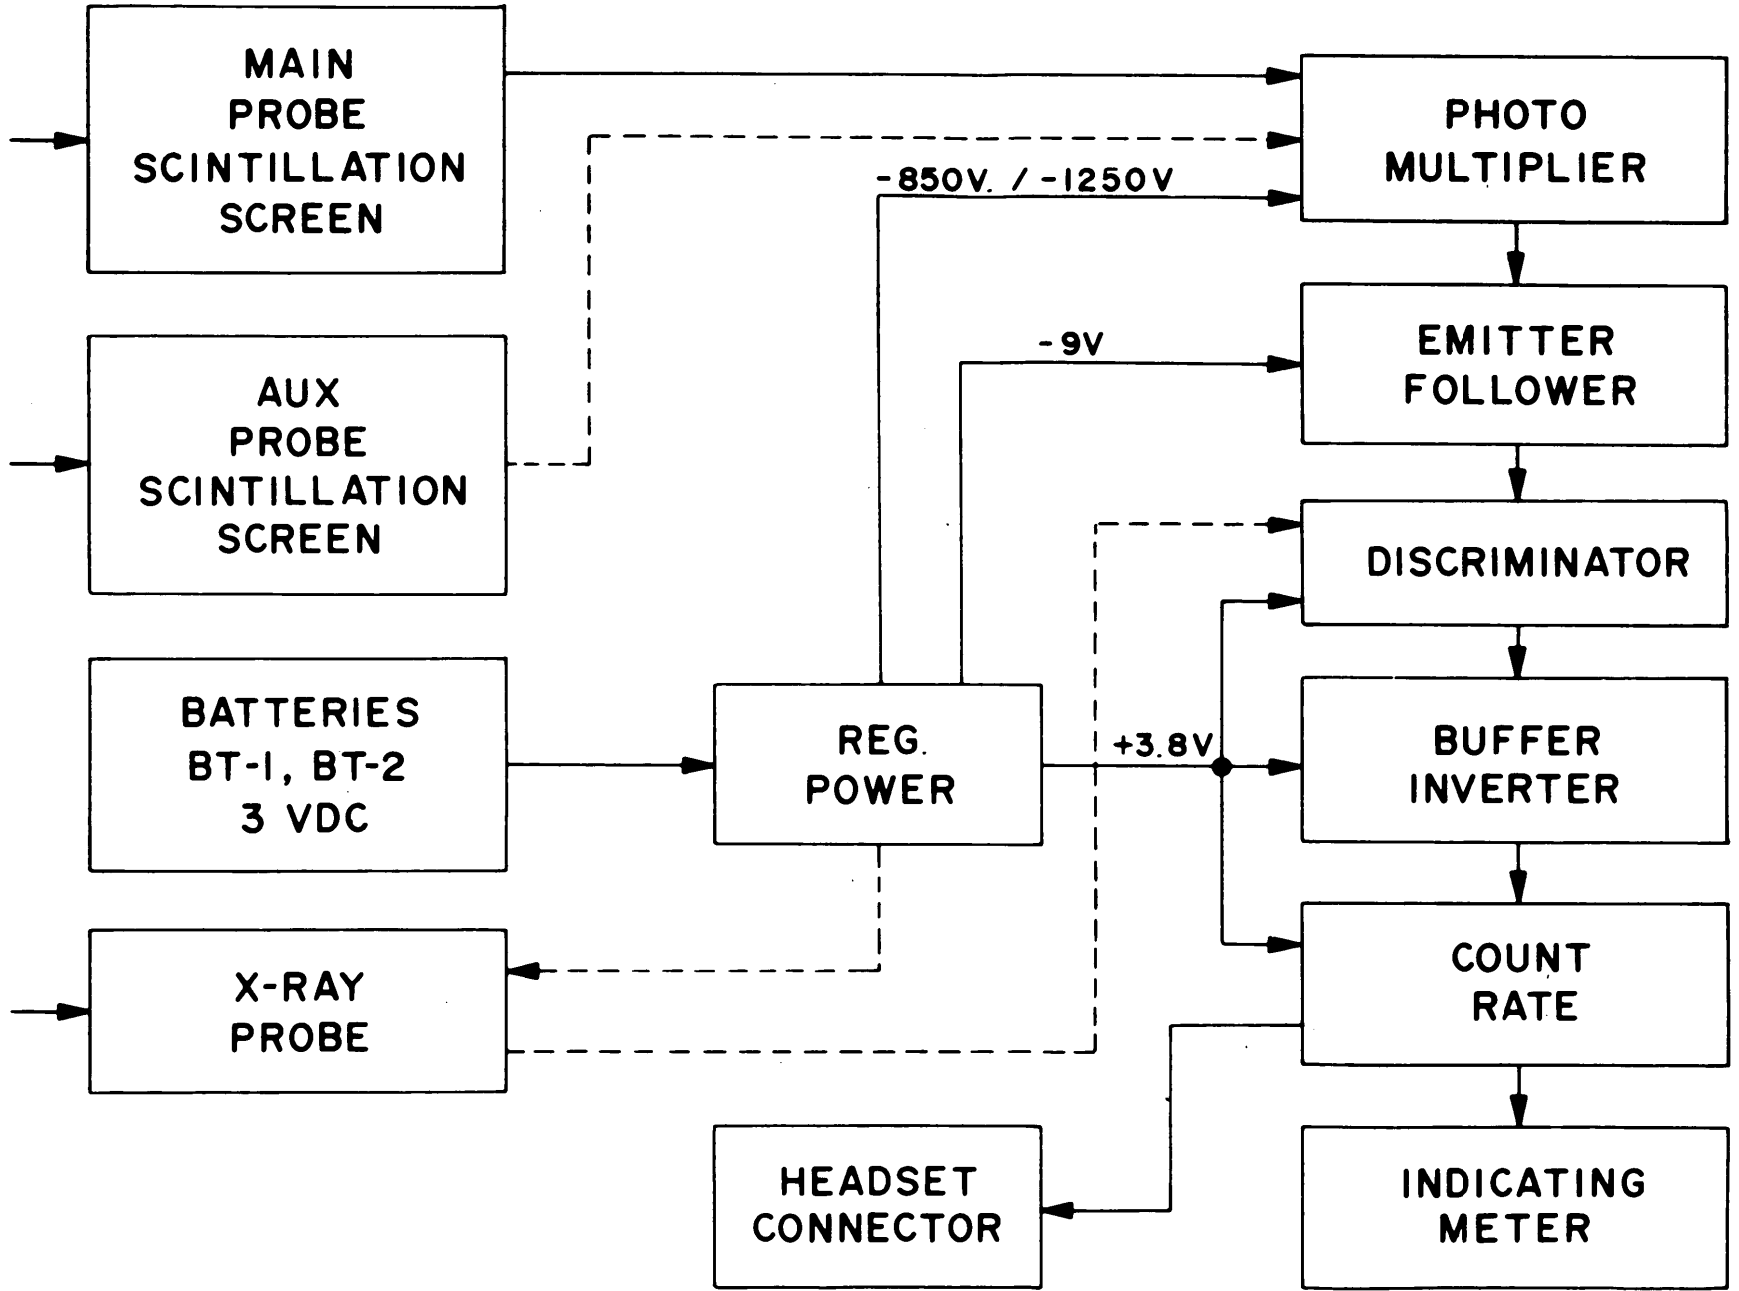 MAIN
PROBE
SCINTILLATION
SCREEN
PHOTO
MULTIPLIER
-850V. / -1250V
EMITTER
FOLLOWER
-9V
AUX
PROBE
SCINTILLATION
SCREEN
DISCRIMINATOR
BATTERIES
BT-1, BT-2
3 VDC
REG.
POWER
+3.8V
BUFFER
INVERTER
X-RAY
PROBE
COUNT
RATE
HEADSET
CONNECTOR
INDICATING
METER